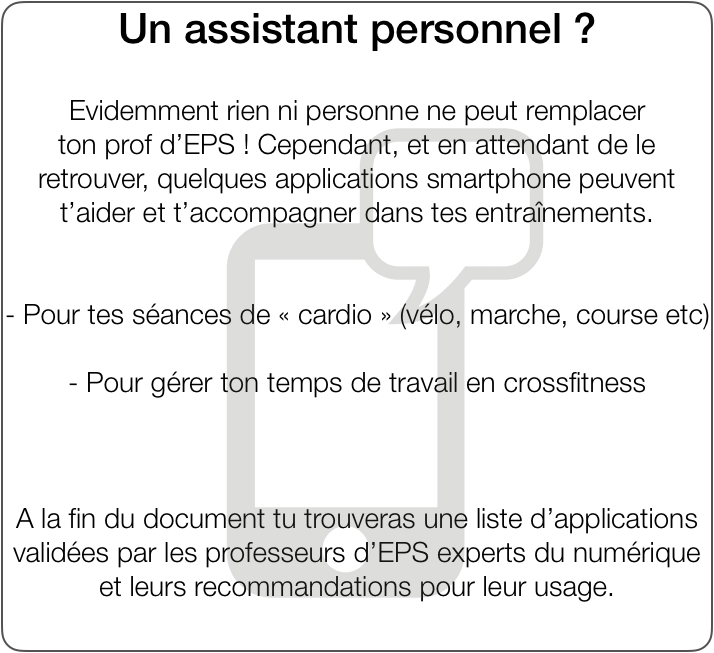 Un assistant personnel ?
Evidemment rien ni personne ne peut remplacer
ton prof d’EPS ! Cependant, et en attendant de le
retrouver, quelques applications smartphone peuvent
t’aider et t’accompagner dans tes entraînements.
- Pour tes séances de « cardio » (vélo, marche, course etc)
- Pour gérer ton temps de travail en crossfitness
A la fin du document tu trouveras une liste d’applications
validées par les professeurs d’EPS experts du numérique
et leurs recommandations pour leur usage.